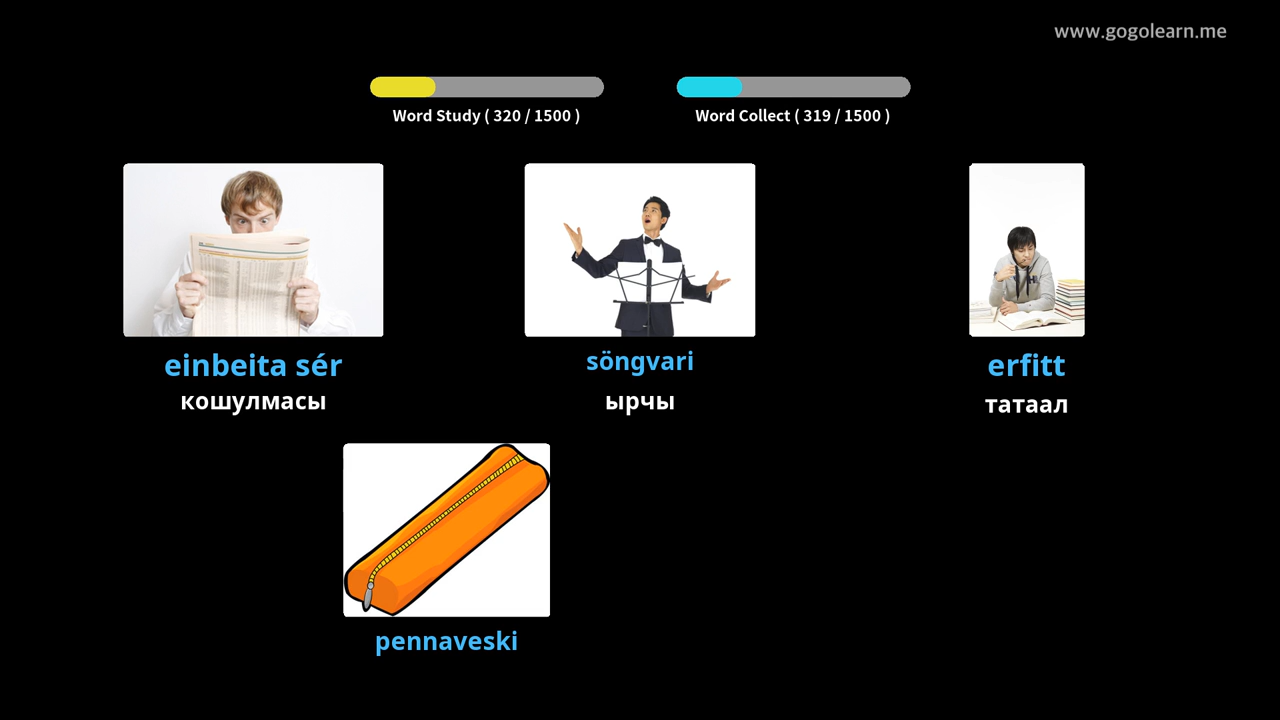 www.gogolearn.me
Word Study ( 320 / 1500 )
Word Collect ( 319 / 1500 )
einbeita sér
кошулмасы
söngvari
ырчы
erfitt
татаал
pennaveski